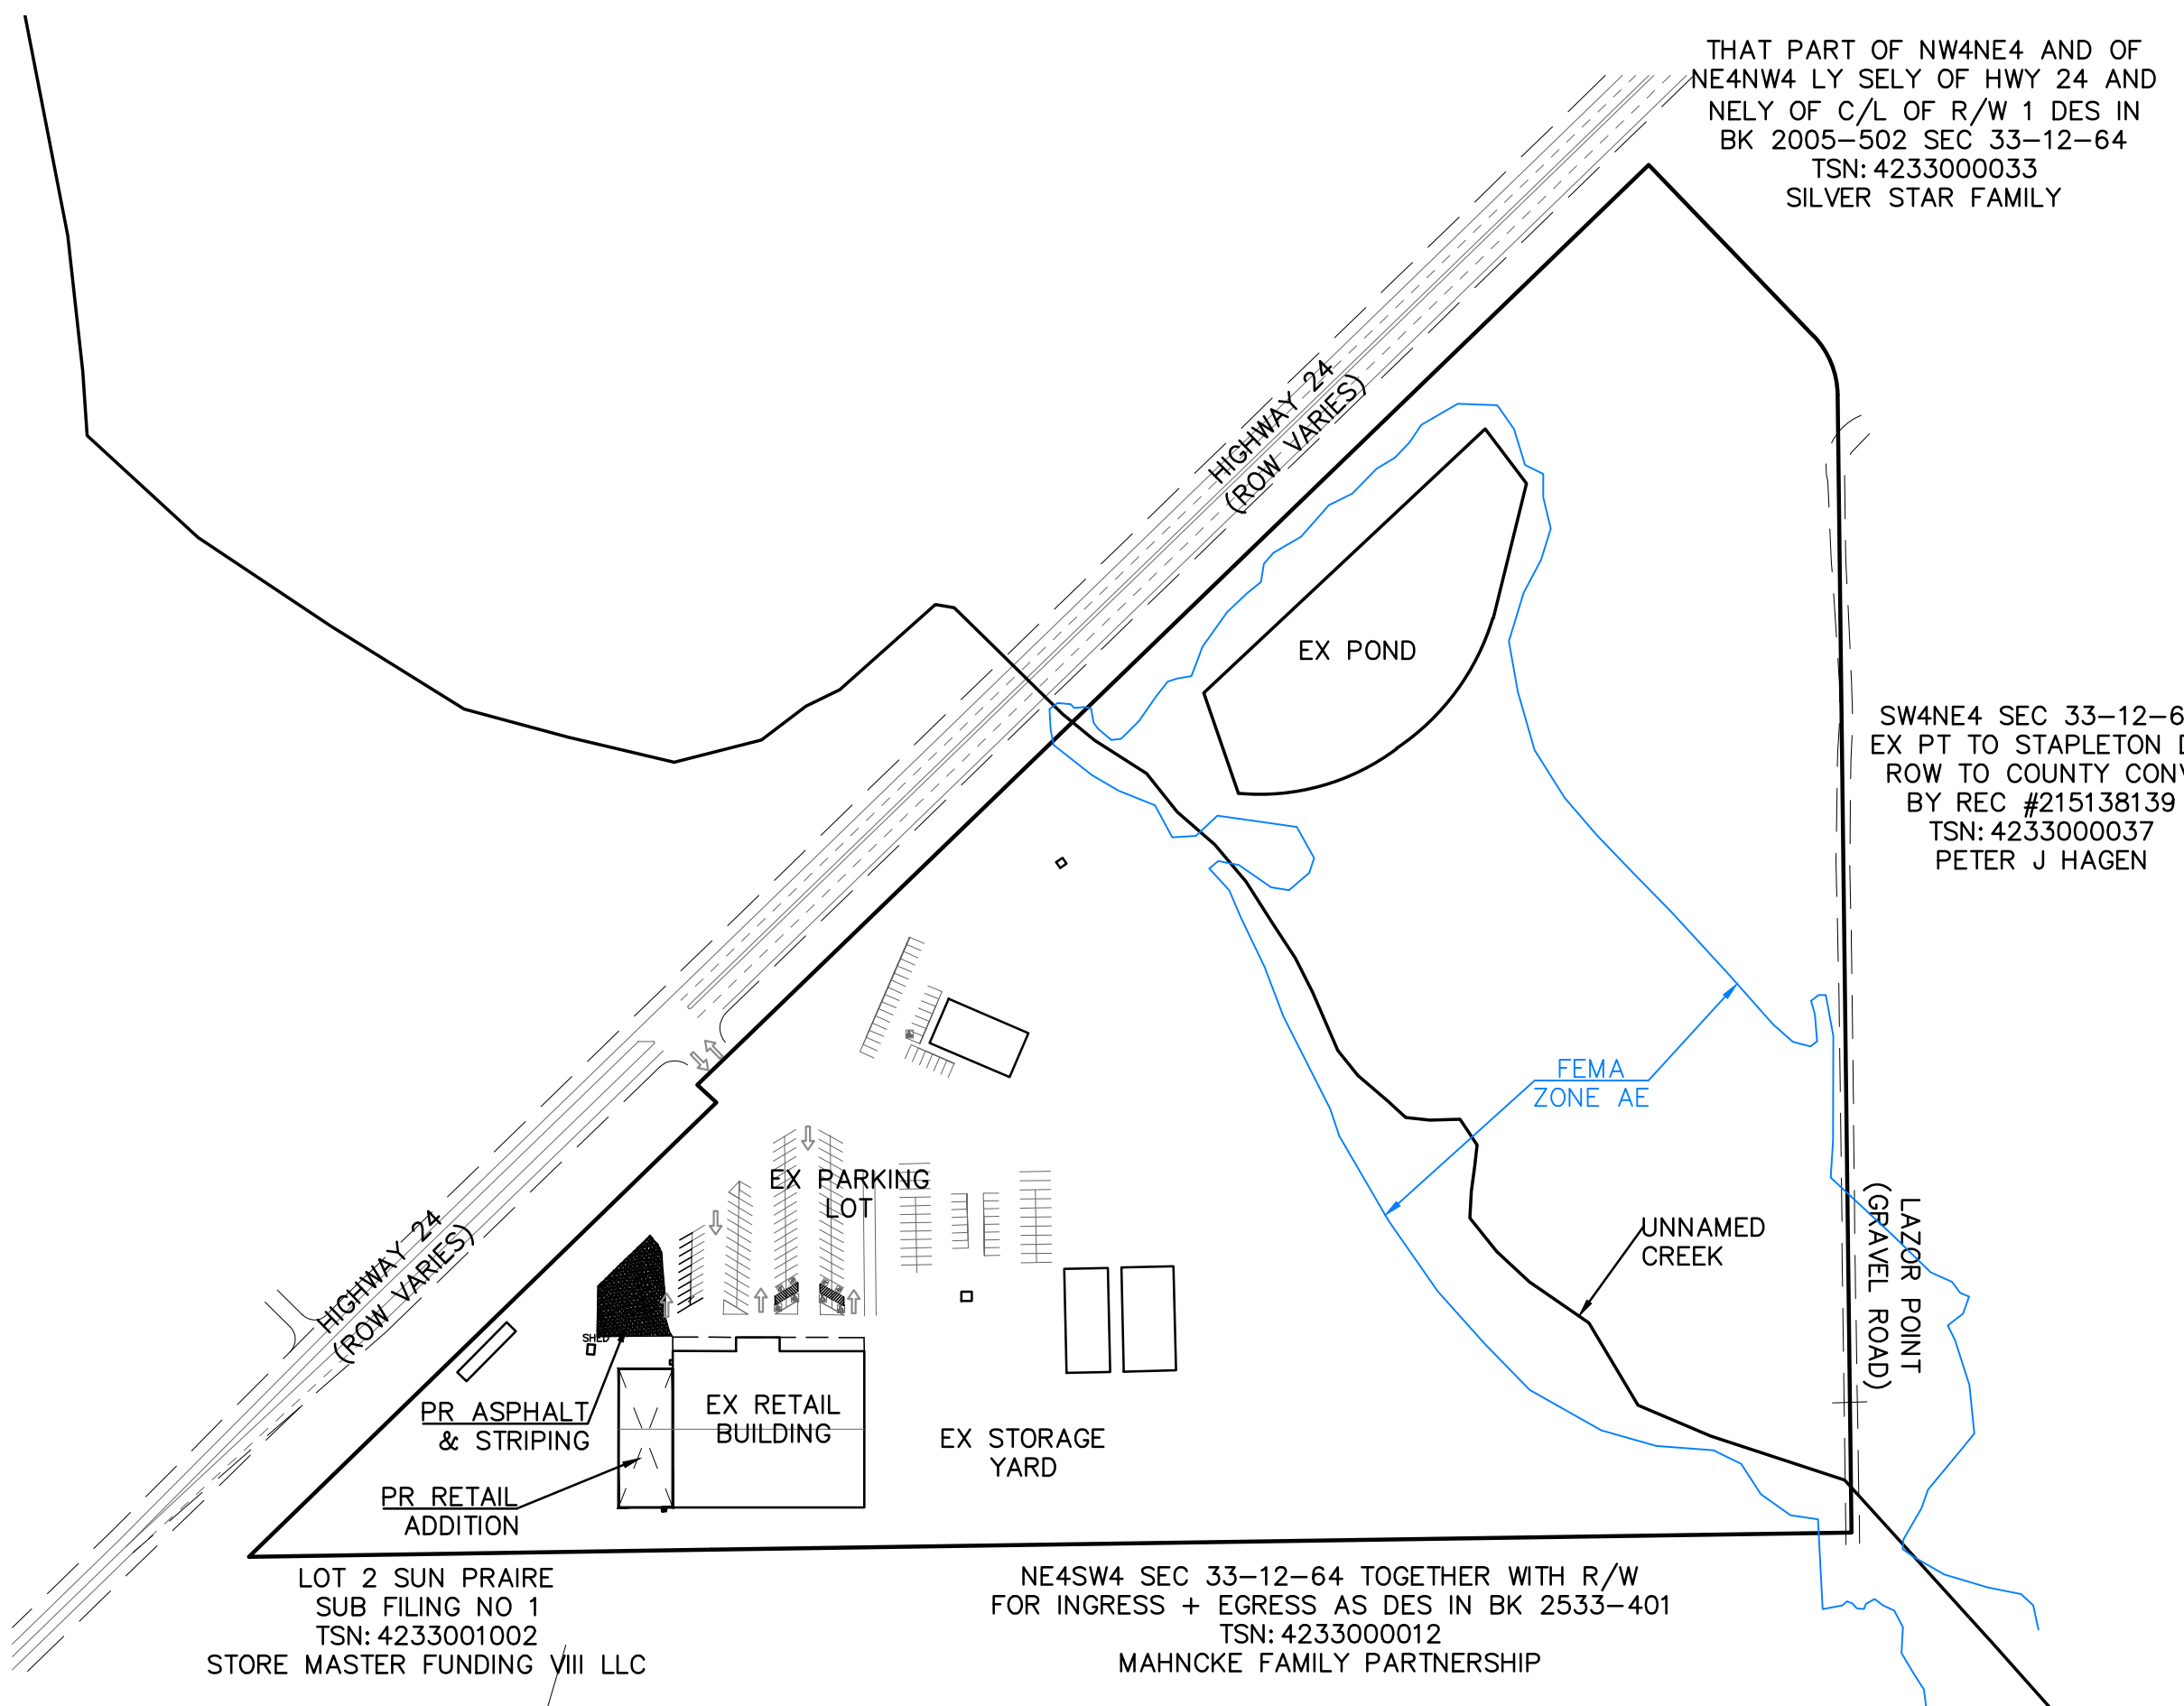 THAT PART OF NW4NE4 AND OF
NE4NW4 LY SELY OF HWY 24 AND
NELY OF C/L OF R/W 1 DES IN
BK 2005-502 SEC 33-12-64
TSN: 4233000033
SILVER STAR FAMILY
HIGHWAY 24
(ROW VARIES)
EX POND
SW4NE4 SEC 33-12-6
EX PT TO STAPLETON
ROW TO COUNTY CONV
BY REC #215138139
TSN: 4233000037
PETER J HAGEN
FEMA
ZONE AE
EX PARKING
LOT
UNNAMED
CREEK
LAZOR POINT
(GRAVEL ROAD)
HIGHWAY 24
(ROW VARIES)
SHED
PR ASPHALT
& STRIPING
EX RETAIL
BUILDING
EX STORAGE
YARD
PR RETAIL
ADDITION
LOT 2 SUN PRAIRE
SUB FILING NO 1
TSN: 4233001002
STORE MASTER FUNDING VIII LLC
NE4SW4 SEC 33-12-64 TOGETHER WITH R/W
FOR INGRESS + EGRESS AS DES IN BK 2533-401
TSN: 4233000012
MAHNCKE FAMILY PARTNERSHIP